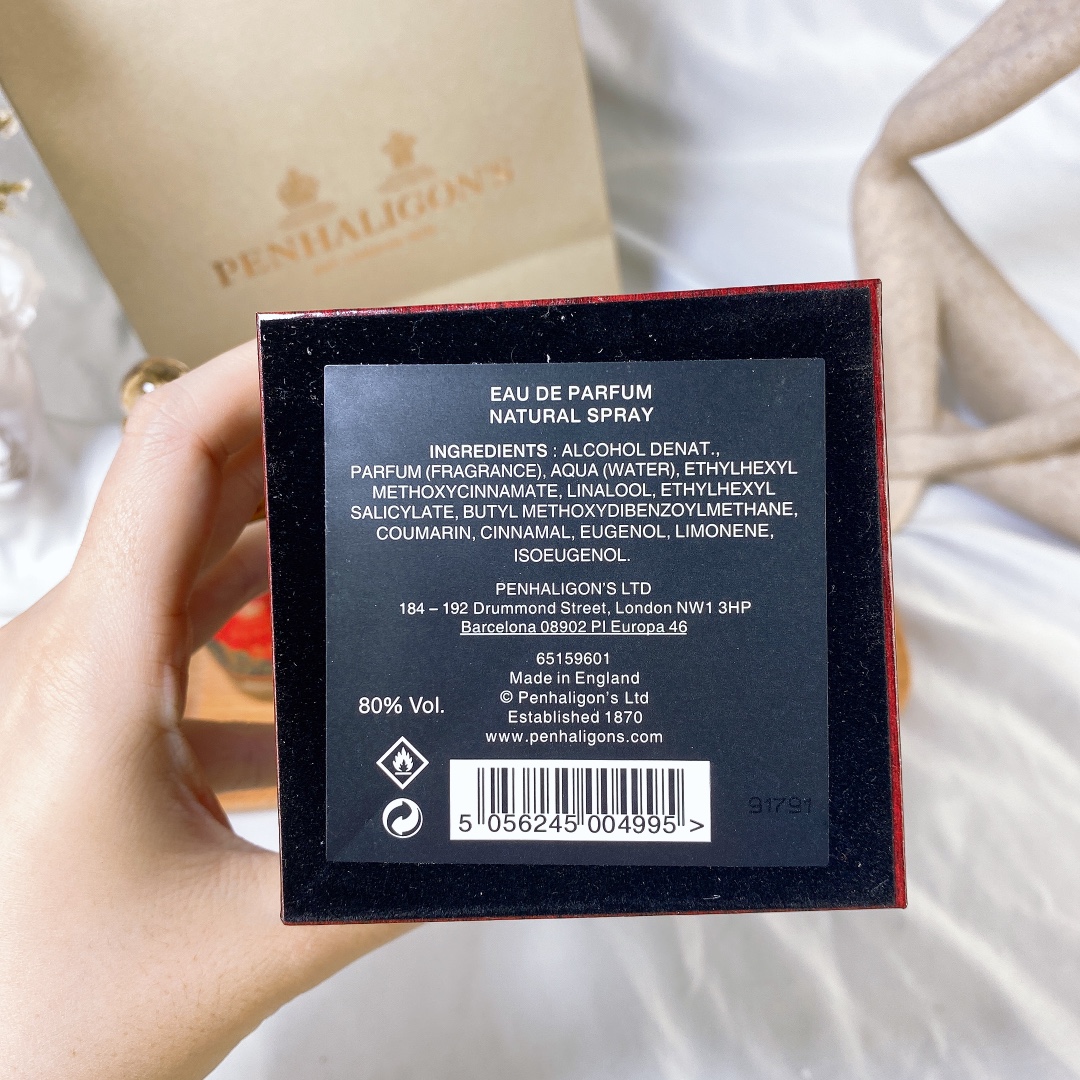 PENHALIGON'S
EAU DE PARFUM
NATURAL SPRAY
INGREDIENTS : ALCOHOL DENAT.,
PARFUM (FRAGRANCE), AQUA (WATER), ETHYLHEXYL
METHOXYCINNAMATE, LINALOOL, ETHYLHEXYL
SALICYLATE, BUTYL METHOXYDIBENZOYLMETHANE,
COUMARIN, CINNAMAL, EUGENOL, LIMONENE,
ISOEUGENOL.
PENHALIGON'S LTD
184 – 192 Drummond Street, London NW1 3HP
Barcelona 08902 Pl Europa 46
65159601
Made in England
© Penhaligon's Ltd
Established 1870
www.penhaligons.com
80% Vol.
5 056245 004995 >
91791